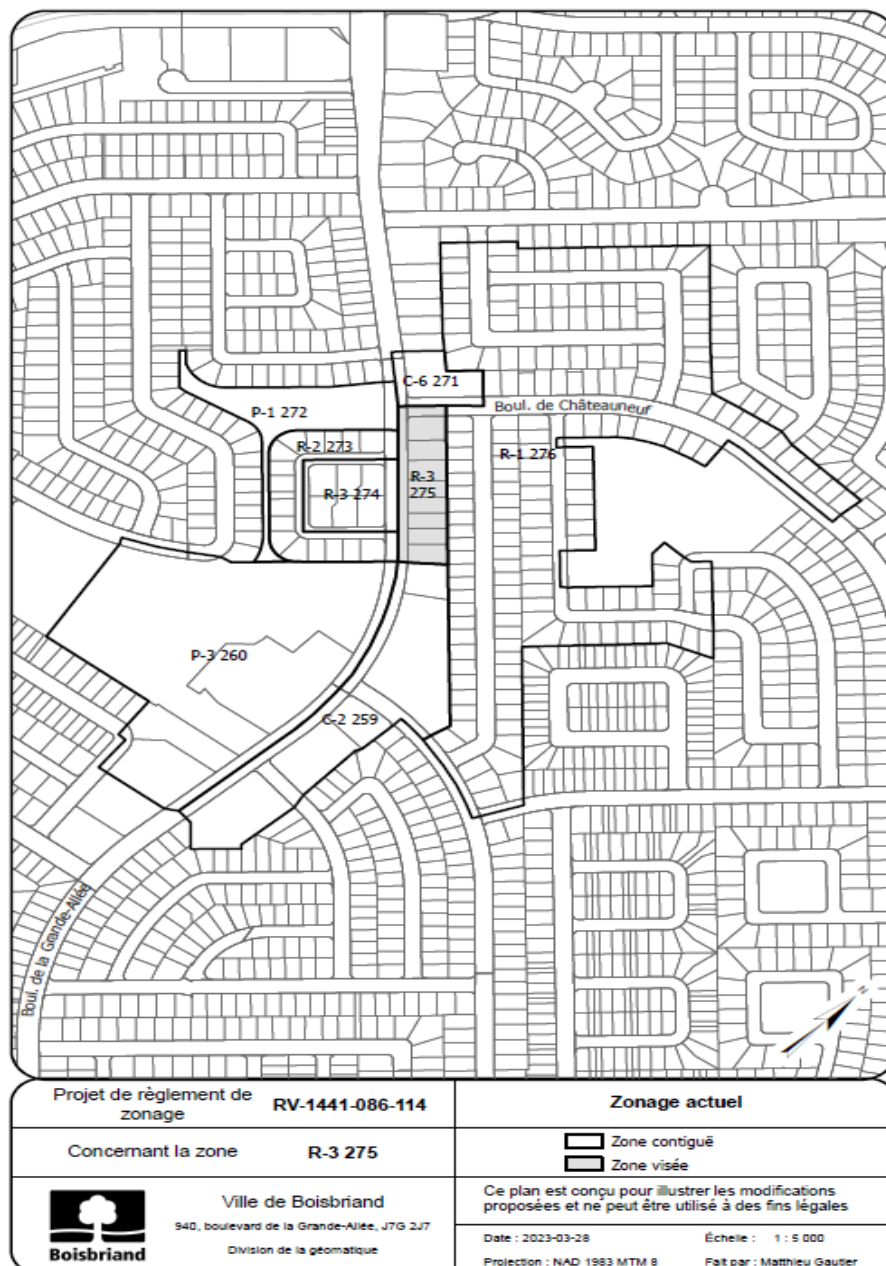 C-6 271
Boul. de Châteauneuf
P-1 272
R-2 273
R-1 276
R-3 274
R-3
275
P-3 260
C-2 259
Boul. de la Grande-Allée
N
Projet de règlement de
zonage
RV-1441-086-114
Zonage actuel
Concernant la zone
R-3 275
Zone contiguë
Zone visée
Ville de Boisbriand
940, boulevard de la Grande-Allée, J7G 2J7
Division de la géomatique
Boisbriand
Ce plan est conçu pour illustrer les modifications
proposées et ne peut être utilisé à des fins légales
Date : 2023-03-28
Échelle : 1 : 5 000
Projection : NAD 1983 MTM 8
Fait par : Matthieu Gautier